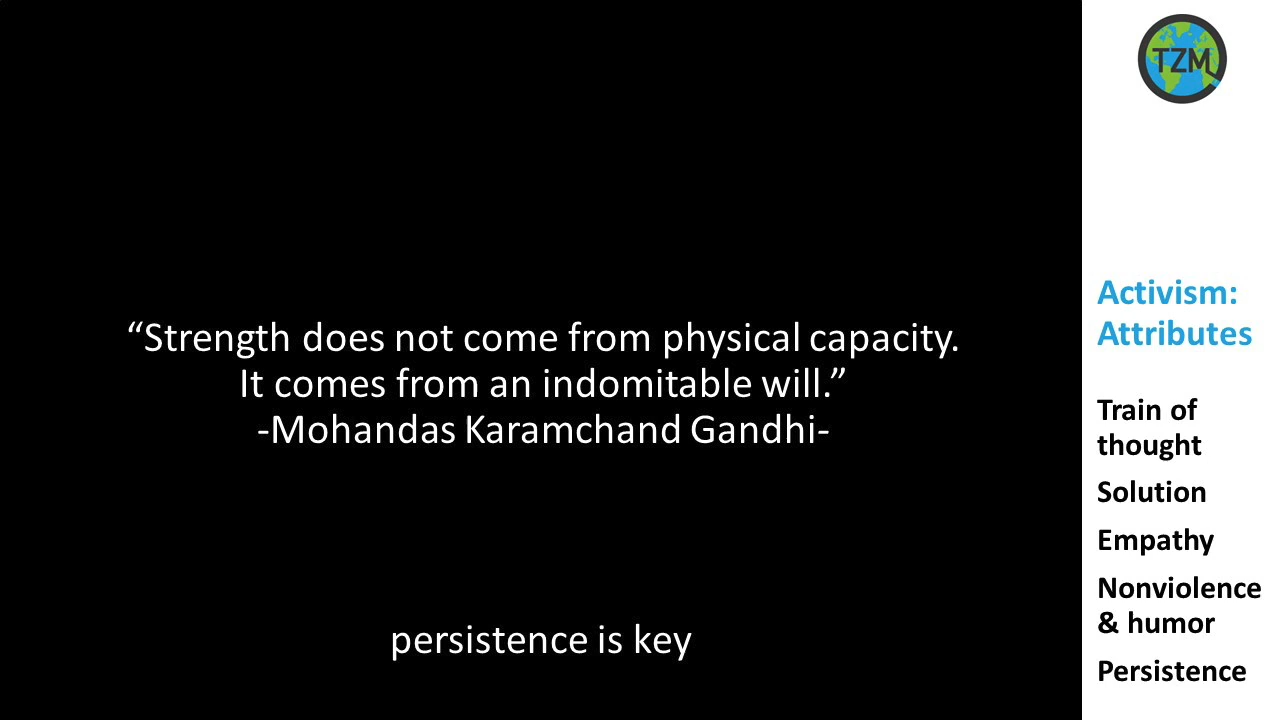 “Strength does not come from physical capacity.
It comes from an indomitable will.”
-Mohandas Karamchand Gandhi-
persistence is key
TZM
Activism:
Attributes
Train of
thought
Solution
Empathy
Nonviolence
& humor
Persistence